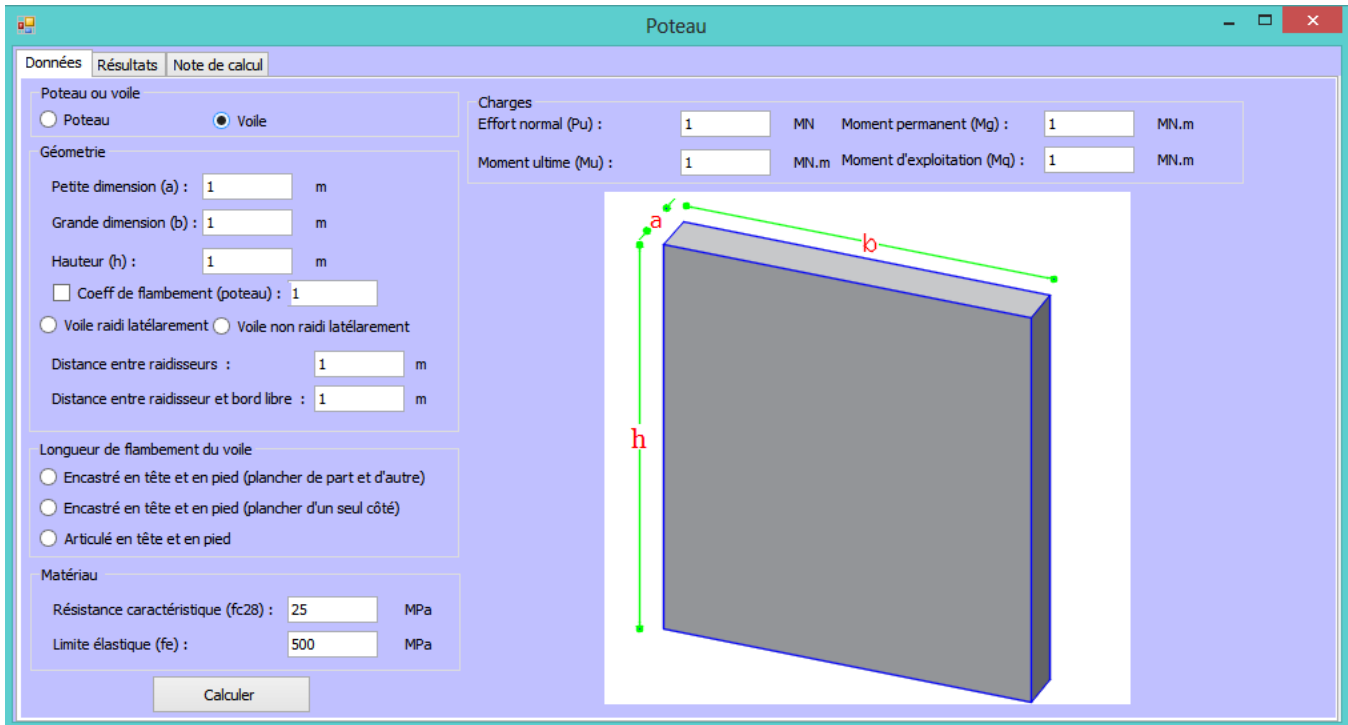 Poteau
Données Résultats Note de calcul
Poteau ou voile
Poteau Voile
Géometrie
Petite dimension (a) : 1 m
Grande dimension (b) : 1 m
Hauteur (h) : 1 m
Coeff de flambement (poteau) : 1
Voile raidi latélarement Voile non raidi latélarement
Distance entre raidisseurs : 1 m
Distance entre raidisseur et bord libre : 1 m
Longueur de flambement du voile
Encastré en tête et en pied (plancher de part et d'autre)
Encastré en tête et en pied (plancher d'un seul côté)
Articulé en tête et en pied
Matériau
Résistance caractéristique (fc28) : 25 MPa
Limite élastique (fe) : 500 MPa
Calculer
Charges
Effort normal (Pu) : 1 MN Moment permanent (Mg) : 1 MN.m
Moment ultime (Mu) : 1 MN.m Moment d'exploitation (Mq) : 1 MN.m
a
b
h